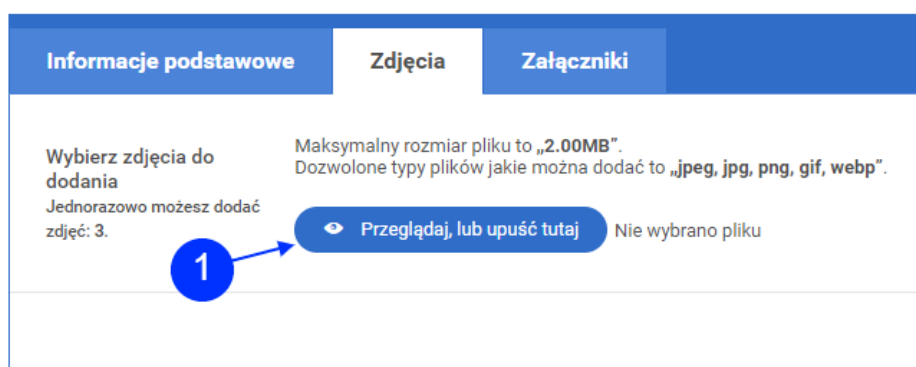 Informacje podstawowe
Zdjęcia
Załączniki
Wybierz zdjęcia do
dodania
Jednorazowo możesz dodać
zdjęć: 3.
Maksymalny rozmiar pliku to „2.00MB”.
Dozwolone typy plików jakie można dodać to „jpeg, jpg, png, gif, webp”.
Przeglądaj, lub upuść tutaj
Nie wybrano pliku
1